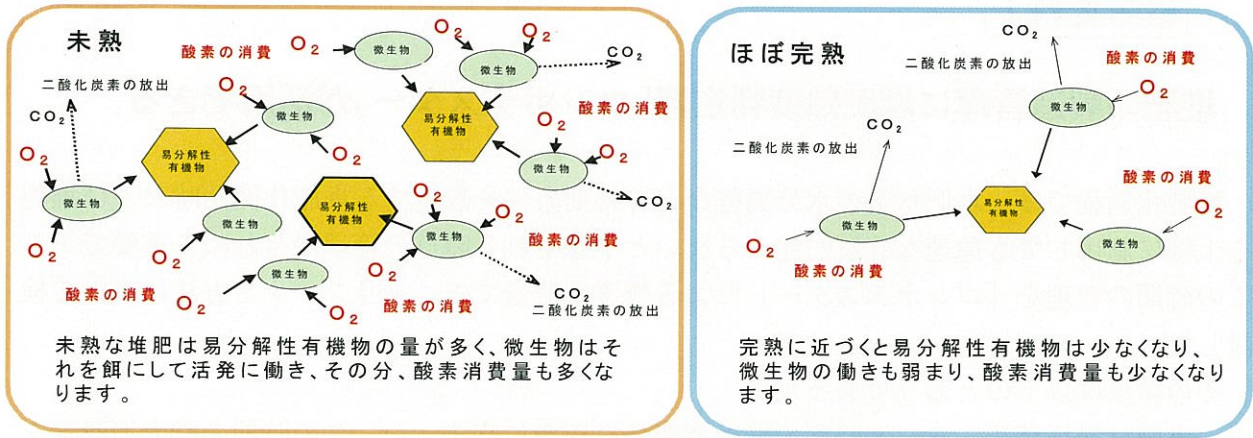 未熟
酸素の消費 O₂
微生物
O₂ O₂
微生物
CO₂
二酸化炭素の放出
CO₂
O₂
微生物
O₂
易分解性
有機物
易分解性
有機物
酸素の消費
O₂
O₂
微生物
CO₂
O₂
微生物
O₂
微生物
O₂
易分解性
有機物
O₂
O₂
微生物
O₂
酸素の消費
微生物
O₂
O₂
酸素の消費
酸素の消費
CO₂
二酸化炭素の放出
未熟な堆肥は易分解性有機物の量が多く、微生物はそ
れを餌にして活発に働き、その分、酸素消費量も多くな
ります。
ほぼ完熟
CO₂
二酸化炭素の放出
酸素の消費
O₂
微生物
CO₂
二酸化炭素の放出
酸素の消費
O₂
易分解性
有機物
微生物
微生物
O₂
酸素の消費
完熟に近づくと易分解性有機物は少なくなり、
微生物の働きも弱まり、酸素消費量も少なくなり
ます。